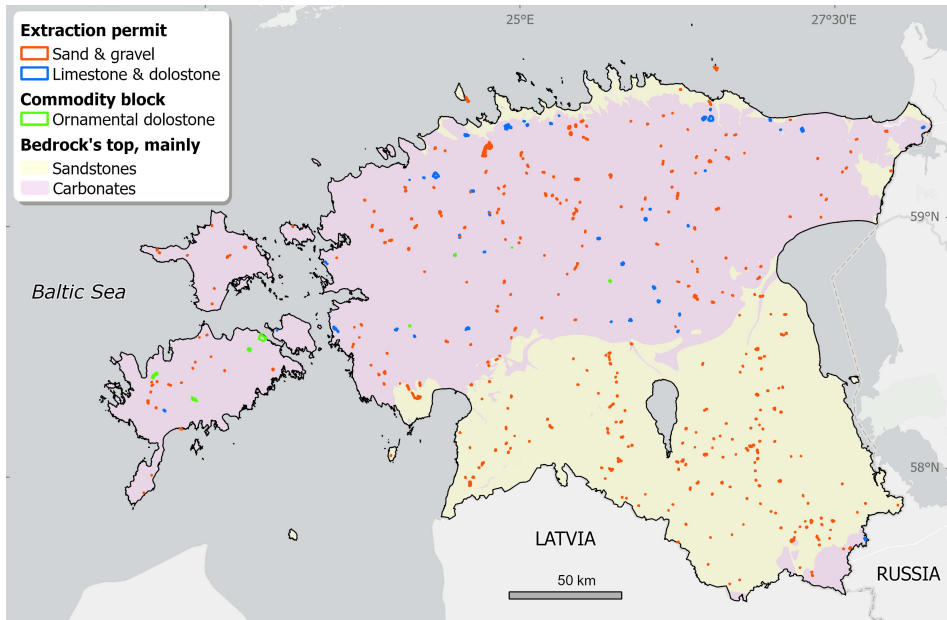 25°E
27°30'E
Extraction permit
Sand & gravel
Limestone & dolostone
Commodity block
Ornamental dolostone
Bedrock's top, mainly
Sandstones
Carbonates
59°N
Baltic Sea
58°N
LATVIA
RUSSIA
50 km